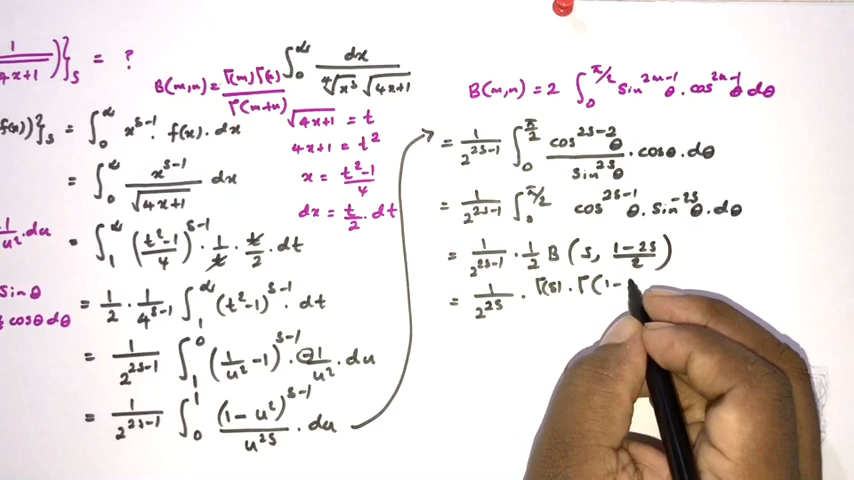 1/√(4x+1))}_s = ?
f(x))}_s = ∫_0^∞ x^(s-1) · f(x) · dx
= ∫_0^∞ x^(s-1)/√(4x+1) dx
1/u² · du = ∫_1^∞ ((t²-1)/4)^(s-1) · 1/t · t/2 · dt
sinθ
cosθ dθ = 1/2 · 1/4^(s-1) ∫_1^∞ (t²-1)^(s-1) · dt
= 1/2^(2s-1) ∫_1^0 (1/u² - 1)^(s-1) · -1/u² · du
= 1/2^(2s-1) ∫_0^1 (1-u²)^(s-1)/u^(2s) · du
B(m,n) = Γ(m) Γ(n)/Γ(m+n)
∫_0^∞ dx/(⁴√x³ √(4x+1))
√(4x+1) = t
4x+1 = t²
x = (t²-1)/4
dx = t/2 · dt
B(m,n) = 2 ∫_0^(π/2) sin^(2m-1) θ · cos^(2n-1) θ dθ
= 1/2^(2s-1) ∫_0^(π/2) cos^(2s-2) θ/sin^(2s) θ · cosθ · dθ
= 1/2^(2s-1) ∫_0^(π/2) cos^(2s-1) θ · sin^(-2s) θ · dθ
= 1/2^(2s-1) · 1/2 B (s, (1-2s)/2)
= 1/2^(2s) · Γ(s) · Γ(1-